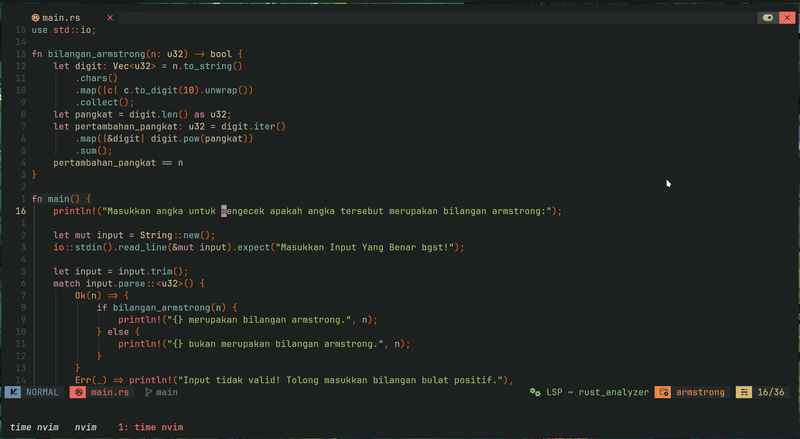 main.rs ×
15 use std::io;
14
13 fn bilangan_armstrong(n: u32) -> bool {
12 let digit: Vec<u32> = n.to_string()
11 .chars()
10 .map(|c| c.to_digit(10).unwrap())
9 .collect();
8 let pangkat = digit.len() as u32;
7 let pertambahan_pangkat: u32 = digit.iter()
6 .map(|&digit| digit.pow(pangkat))
5 .sum();
4 pertambahan_pangkat == n
3 }
2
1 fn main() {
16 println!("Masukkan angka untuk mengecek apakah angka tersebut merupakan bilangan armstrong:");
1
2 let mut input = String::new();
3 io::stdin().read_line(&mut input).expect("Masukkan Input Yang Benar bgst!");
4
5 let input = input.trim();
6 match input.parse::<u32>() {
7 Ok(n) => {
8 if bilangan_armstrong(n) {
9 println!("{} merupakan bilangan armstrong.", n);
10 } else {
11 println!("{} bukan merupakan bilangan armstrong.", n);
12 }
13 }
14 Err(_) => println!("Input tidak valid! Tolong masukkan bilangan bulat positif."),
NORMAL main.rs main LSP ~ rust_analyzer armstrong 16/36
time nvim nvim 1: time nvim